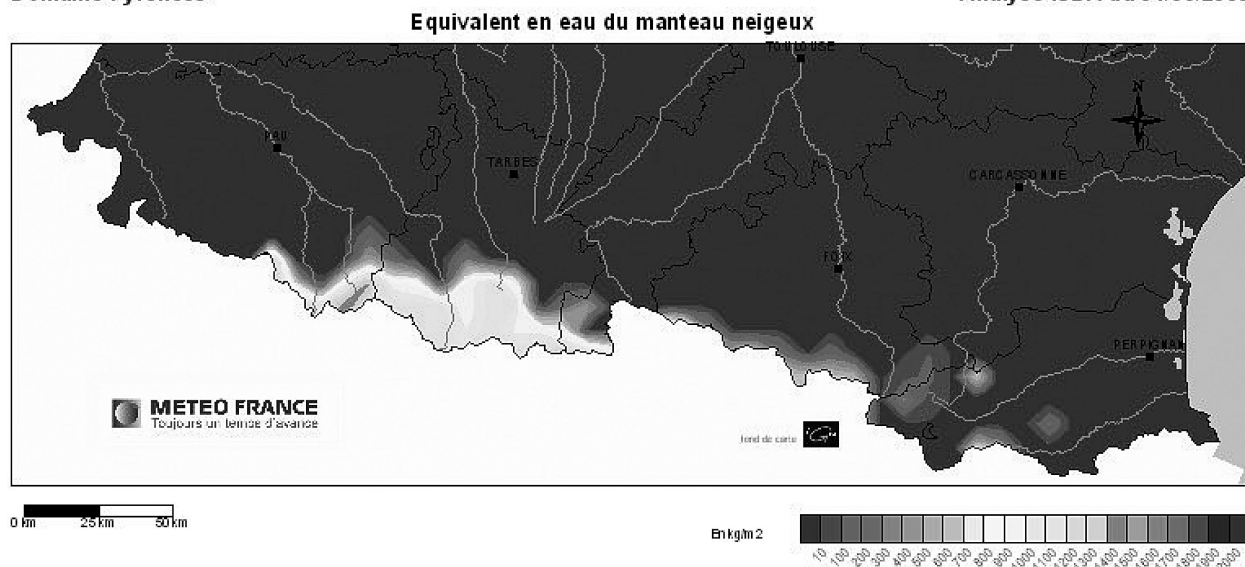 Equivalent en eau du manteau neigeux
TOULOUSE
N
PAU
TARBES
CARCASSONNE
FOIX
PERPIGNAN
METEO FRANCE
Toujours un temps d'avance
fond de carte
0 km 25 km 50 km
En kg/m2
10 100 200 300 400 500 600 700 800 900 1000 1100 1200 1300 1400 1500 1600 1700 1800 1900 2000